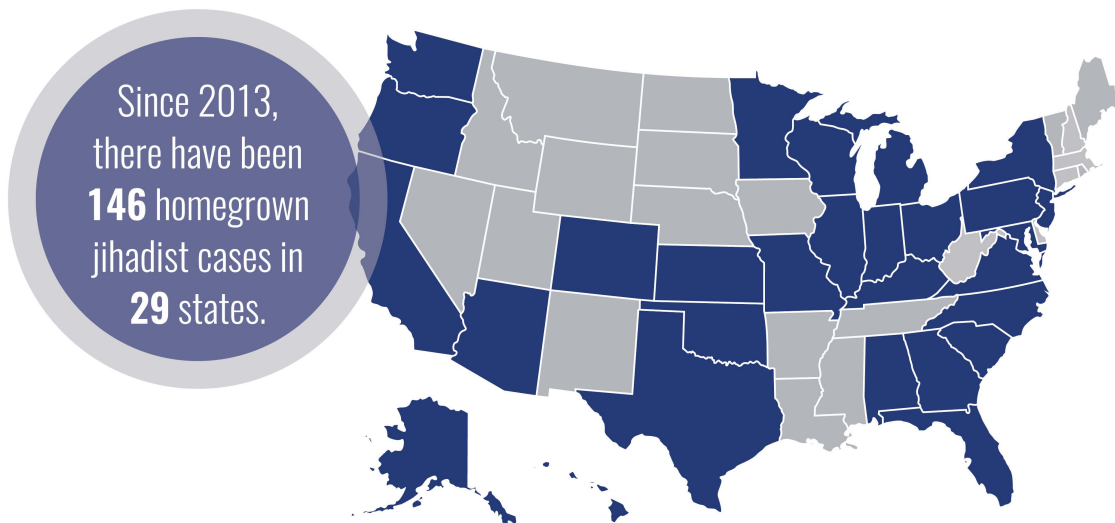 Since 2013,
there have been
146 homegrown
jihadist cases in
29 states.